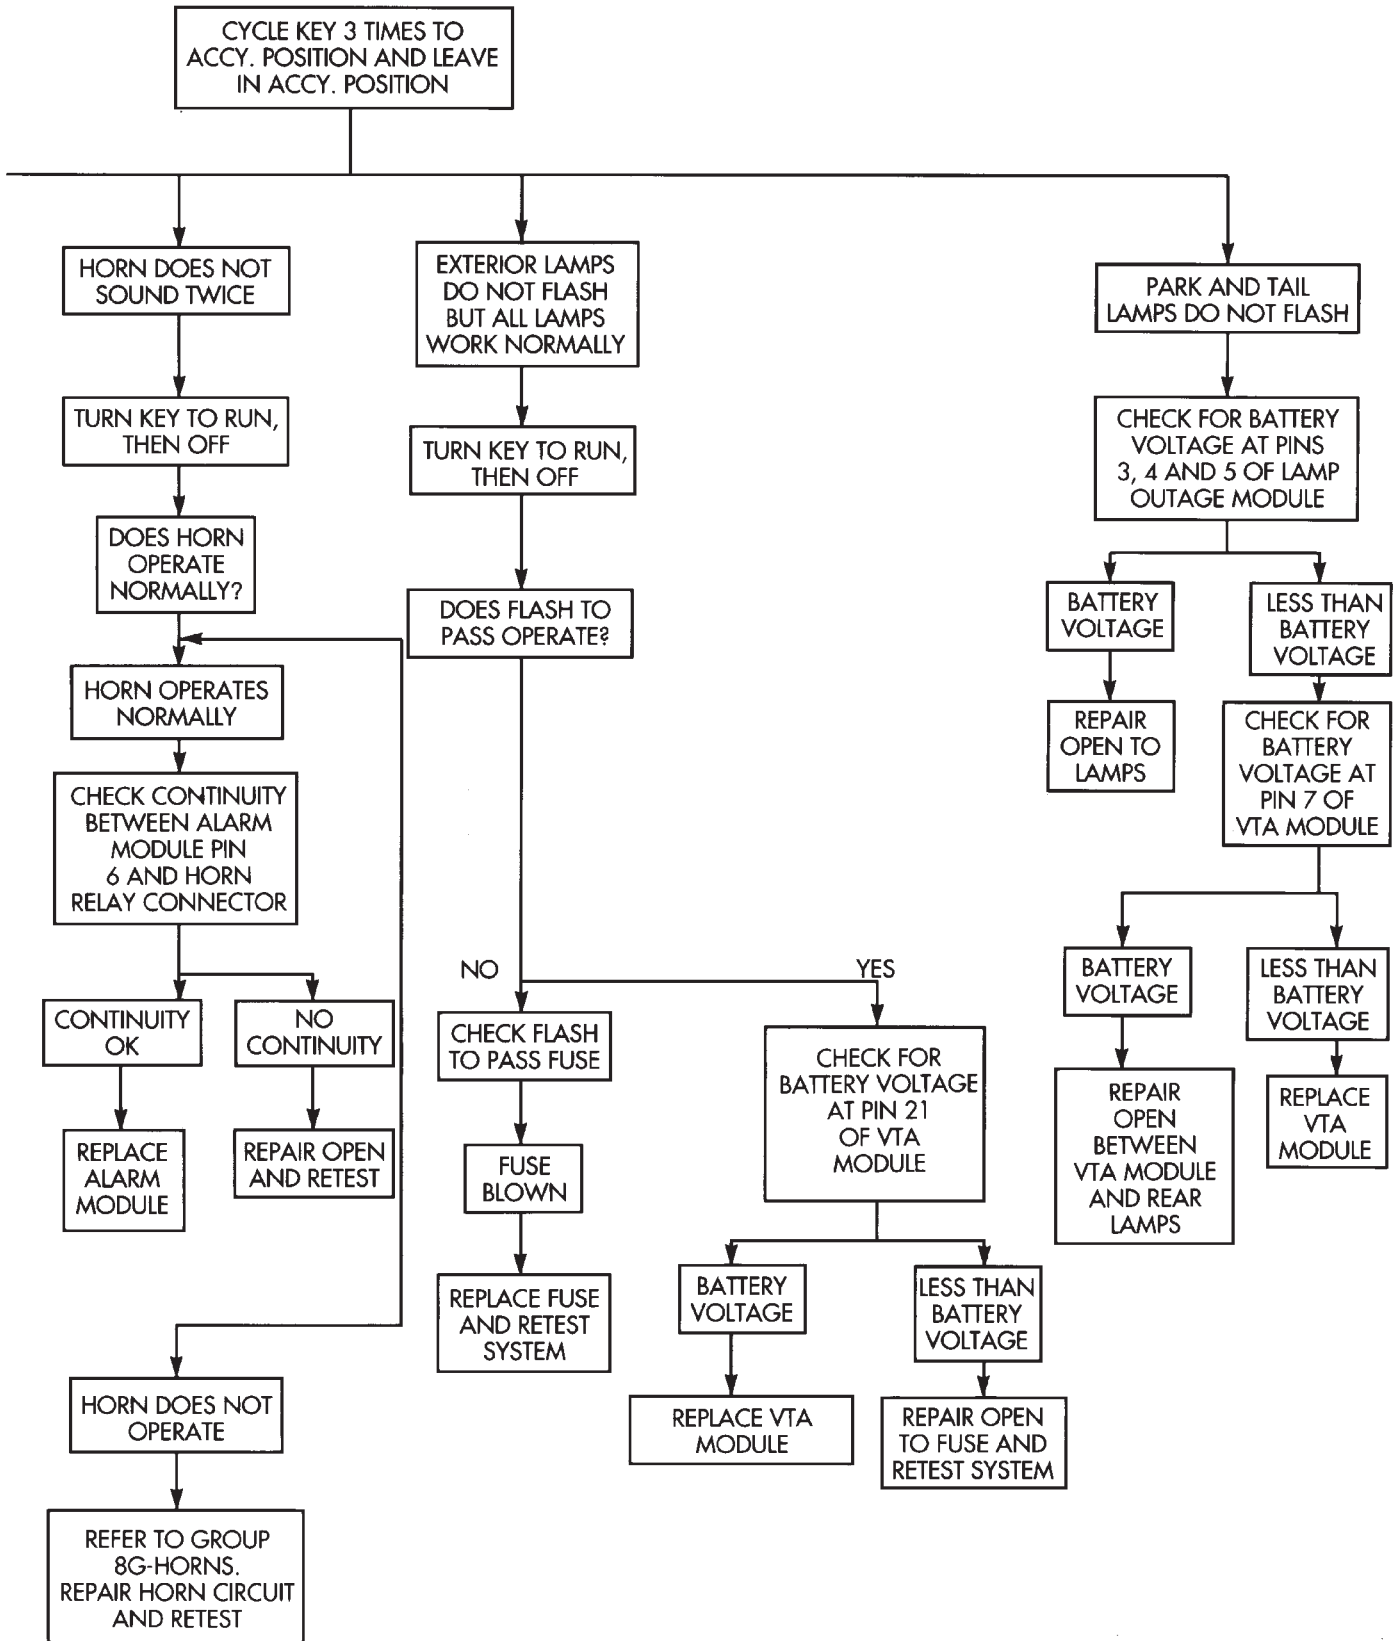 CYCLE KEY 3 TIMES TO
ACCY. POSITION AND LEAVE
IN ACCY. POSITION
HORN DOES NOT
SOUND TWICE
TURN KEY TO RUN,
THEN OFF
DOES HORN
OPERATE
NORMALLY?
HORN OPERATES
NORMALLY
CHECK CONTINUITY
BETWEEN ALARM
MODULE PIN
6 AND HORN
RELAY CONNECTOR
CONTINUITY
OK
NO
CONTINUITY
REPLACE
ALARM
MODULE
REPAIR OPEN
AND RETEST
HORN DOES NOT
OPERATE
REFER TO GROUP
8G-HORNS.
REPAIR HORN CIRCUIT
AND RETEST
EXTERIOR LAMPS
DO NOT FLASH
BUT ALL LAMPS
WORK NORMALLY
TURN KEY TO RUN,
THEN OFF
DOES FLASH TO
PASS OPERATE?
NO
YES
CHECK FLASH
TO PASS FUSE
FUSE
BLOWN
REPLACE FUSE
AND RETEST
SYSTEM
CHECK FOR
BATTERY VOLTAGE
AT PIN 21
OF VTA
MODULE
BATTERY
VOLTAGE
LESS THAN
BATTERY
VOLTAGE
REPLACE VTA
MODULE
REPAIR OPEN
TO FUSE AND
RETEST SYSTEM
PARK AND TAIL
LAMPS DO NOT FLASH
CHECK FOR BATTERY
VOLTAGE AT PINS
3, 4 AND 5 OF LAMP
OUTAGE MODULE
BATTERY
VOLTAGE
LESS THAN
BATTERY
VOLTAGE
REPAIR
OPEN TO
LAMPS
CHECK FOR
BATTERY
VOLTAGE AT
PIN 7 OF
VTA MODULE
BATTERY
VOLTAGE
LESS THAN
BATTERY
VOLTAGE
REPAIR
OPEN
BETWEEN
VTA MODULE
AND REAR
LAMPS
REPLACE
VTA
MODULE